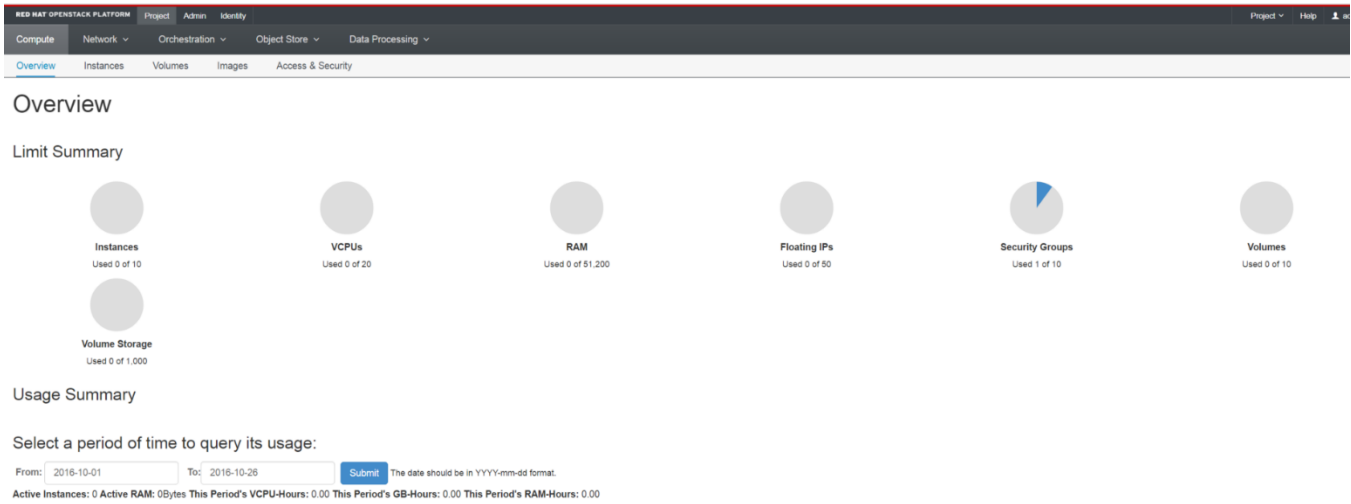 RED HAT OPENSTACK PLATFORM Project Admin Identity Project Help
Compute Network Orchestration Object Store Data Processing
Overview Instances Volumes Images Access & Security
Overview
Limit Summary
Instances VCPUs RAM Floating IPs Security Groups Volumes
Used 0 of 10 Used 0 of 20 Used 0 of 51,200 Used 0 of 50 Used 1 of 10 Used 0 of 10
Volume Storage
Used 0 of 1,000
Usage Summary
Select a period of time to query its usage:
From: 2016-10-01 To: 2016-10-26 Submit The date should be in YYYY-mm-dd format.
Active Instances: 0 Active RAM: 0Bytes This Period's VCPU-Hours: 0.00 This Period's GB-Hours: 0.00 This Period's RAM-Hours: 0.00